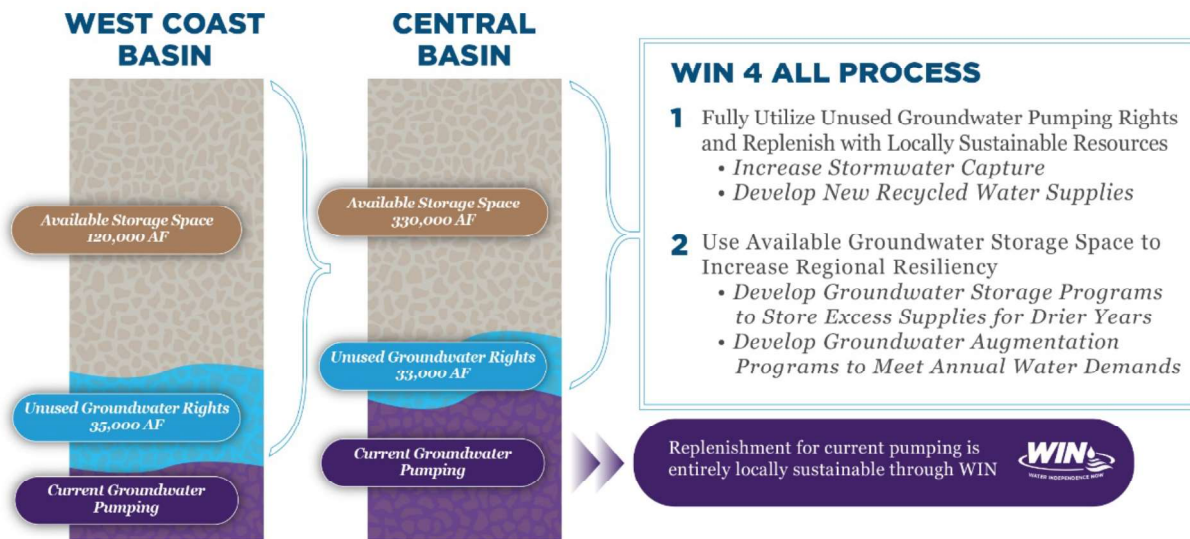 WEST COAST
BASIN
Available Storage Space
120,000 AF
Unused Groundwater Rights
35,000 AF
Current Groundwater
Pumping
CENTRAL
BASIN
Available Storage Space
330,000 AF
Unused Groundwater Rights
33,000 AF
Current Groundwater
Pumping
WIN 4 ALL PROCESS
1 Fully Utilize Unused Groundwater Pumping Rights
and Replenish with Locally Sustainable Resources
• Increase Stormwater Capture
• Develop New Recycled Water Supplies
2 Use Available Groundwater Storage Space to
Increase Regional Resiliency
• Develop Groundwater Storage Programs
to Store Excess Supplies for Drier Years
• Develop Groundwater Augmentation
Programs to Meet Annual Water Demands
Replenishment for current pumping is
entirely locally sustainable through WIN
WIN
WATER INDEPENDENCE NOW